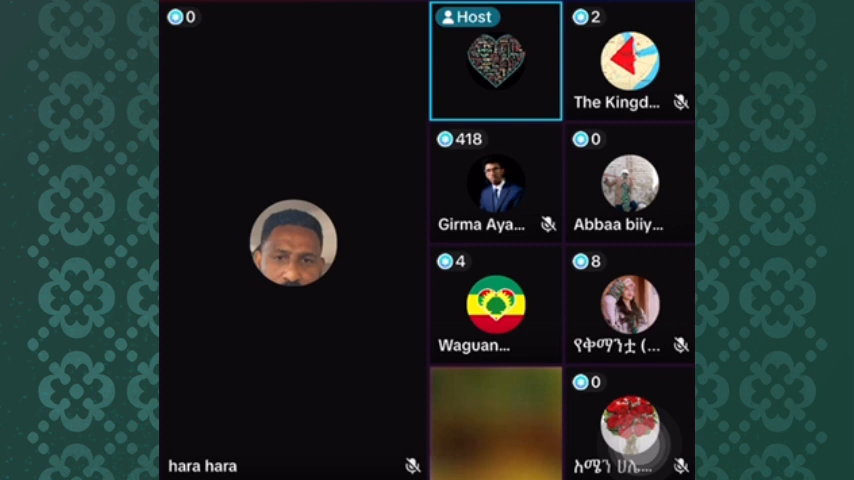 0
Host
2
The Kingd...
418
0
Girma Aya...
Abbaa biiy...
4
8
Waguan...
የቅማንቷ (...
0
hara hara
አሜን ሀሌ...